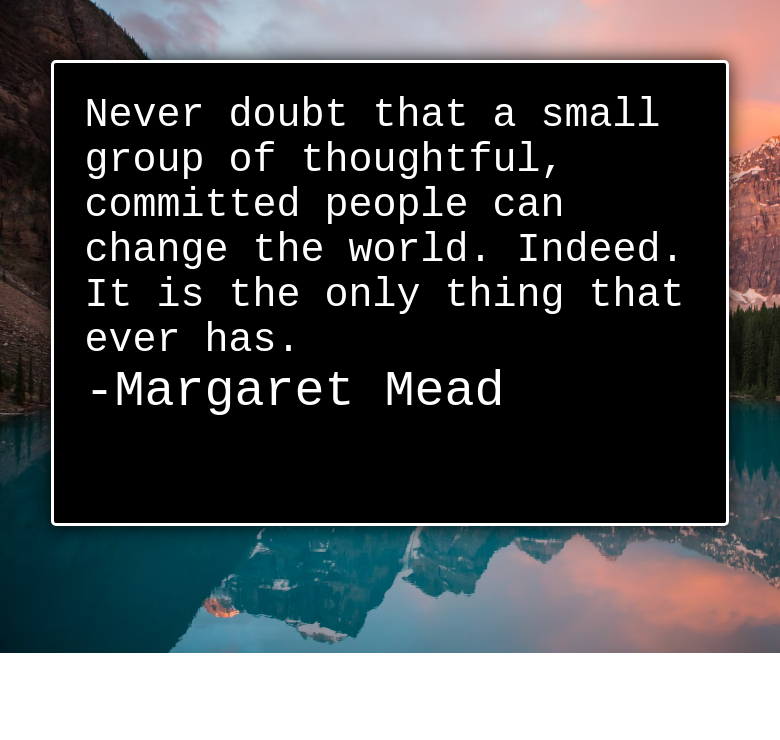 Never doubt that a small
group of thoughtful,
committed people can
change the world. Indeed.
It is the only thing that
ever has.
-Margaret Mead